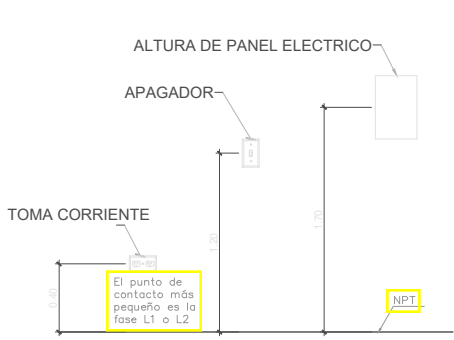 ALTURA DE PANEL ELECTRICO
APAGADOR
TOMA CORRIENTE
1.20
1.70
0.40
El punto de
contacto más
pequeño es la
fase L1 o L2
NPT